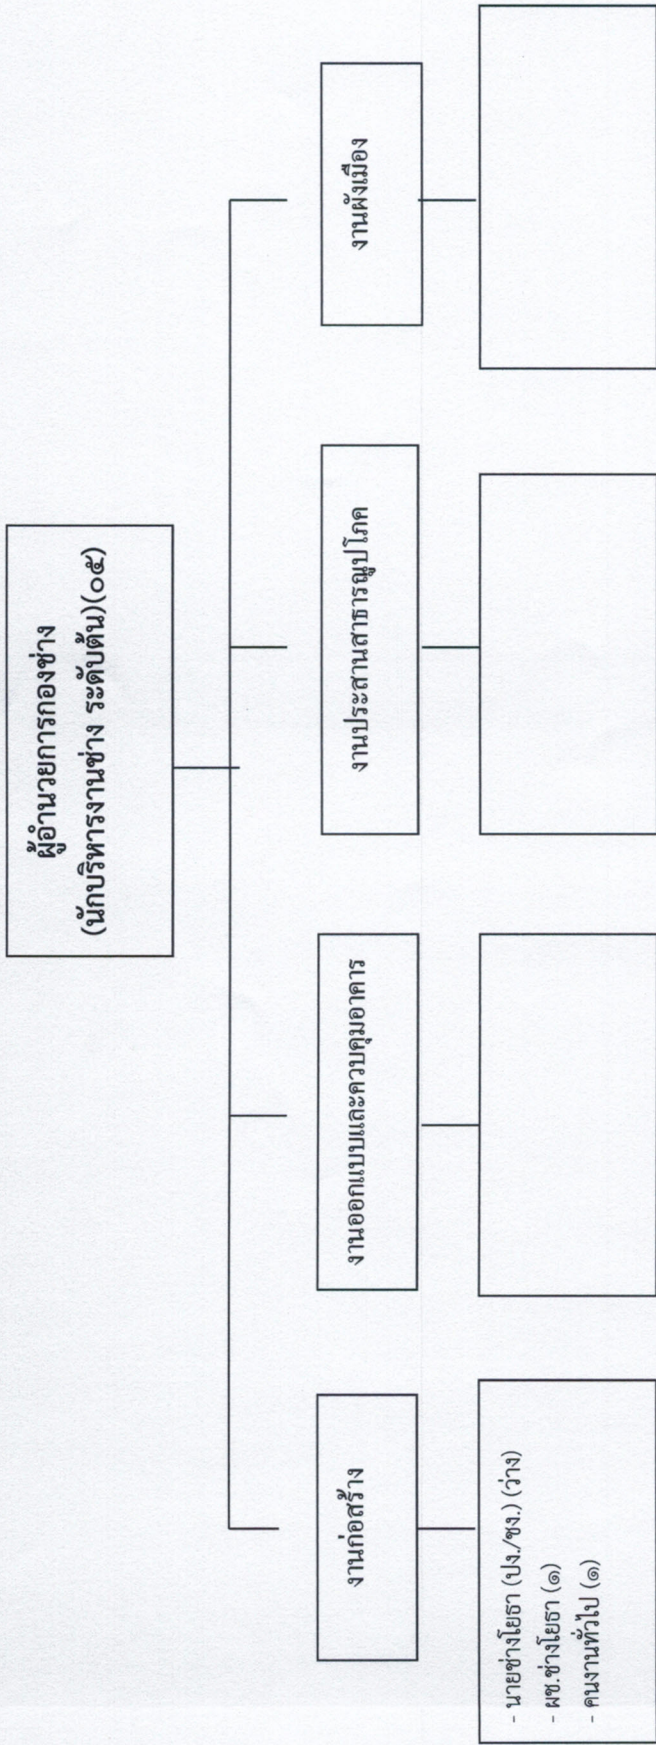 ผู้อำนวยการกองช่าง
(นักบริหารงานช่าง ระดับต้น)(๐๕)
งานก่อสร้าง
งานออกแบบและควบคุมอาคาร
งานประสานสาธารณูปโภค
งานผังเมือง
- นายช่างโยธา (ปง./ชง.) (ว่าง)
- ผช.ช่างโยธา (๑)
- คนงานทั่วไป (๑)